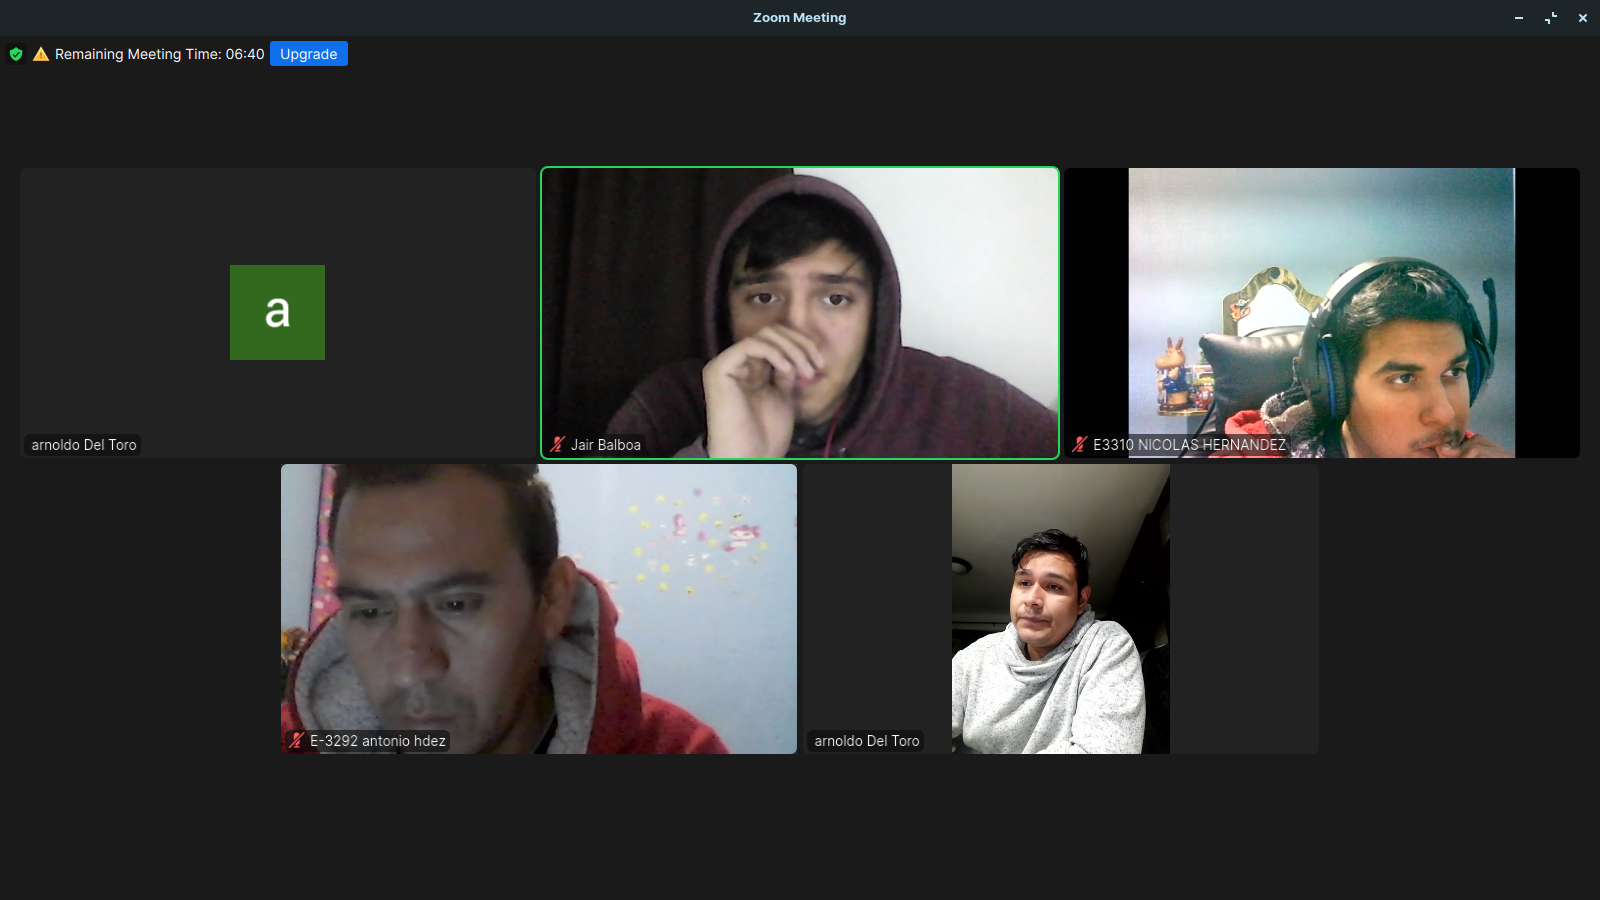 Zoom Meeting
Remaining Meeting Time: 06:40 Upgrade
a
arnoldo Del Toro
Jair Balboa
E3310 NICOLAS HERNANDEZ
E-3292 antonio hdez
arnoldo Del Toro